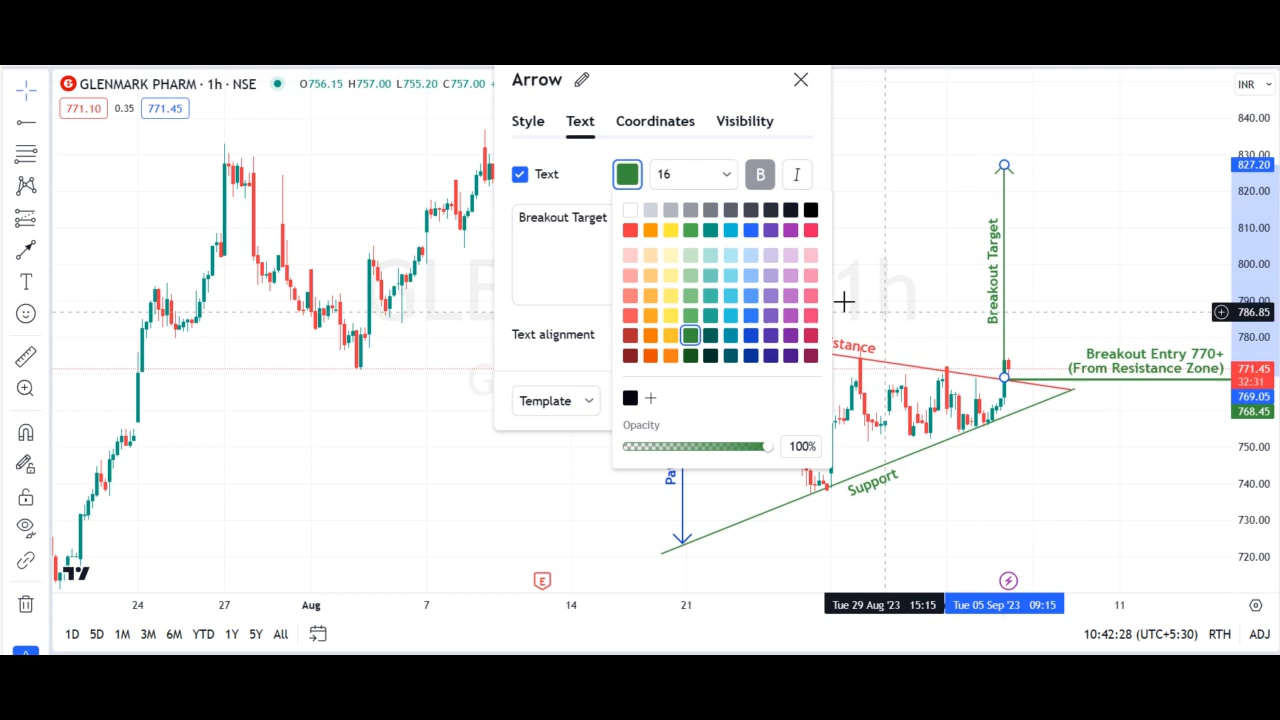 GLENMARK PHARM · 1h · NSE
O756.15 H757.00 L755.20 C757.00
771.10 0.35 771.45
INR
Arrow
Style Text Coordinates Visibility
Text 16 B I
Breakout Target
Text alignment
Template
Opacity
100%
840.00
830.00
827.20
820.00
810.00
800.00
790.00
786.85
780.00
771.45
32:31
769.05
768.45
750.00
740.00
730.00
720.00
Breakout Target
stance
Breakout Entry 770+
(From Resistance Zone)
Pa
Support
E
24 27 Aug 7 14 21 Tue 29 Aug '23 15:15 Tue 05 Sep '23 09:15 11
1D 5D 1M 3M 6M YTD 1Y 5Y All
10:42:28 (UTC+5:30) RTH ADJ